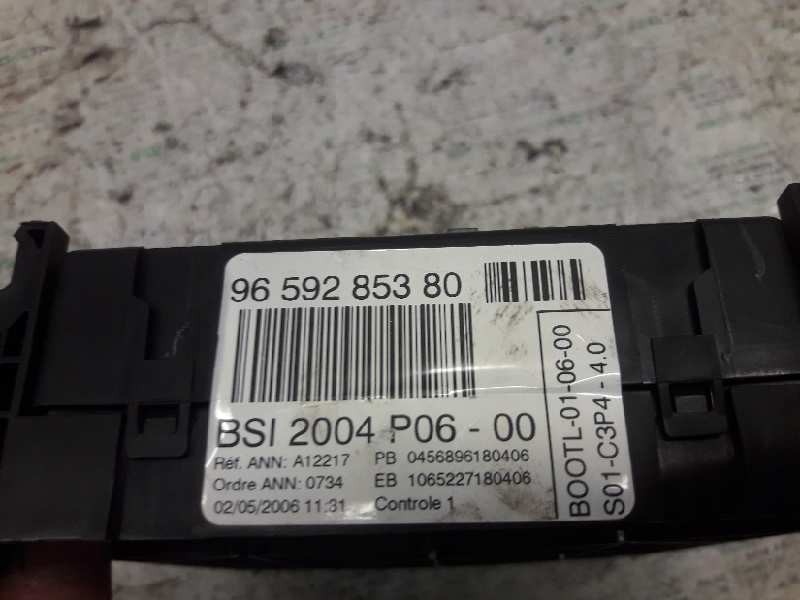 96 592 853 80
BSI 2004 P06 - 00
Réf. ANN: A12217 PB 0456896180406
Ordre ANN: 0734 EB 1065227180406
02/05/2006 11:31 Controle 1
BOOTL-01-06-00
S01-C3P4 - 4.0